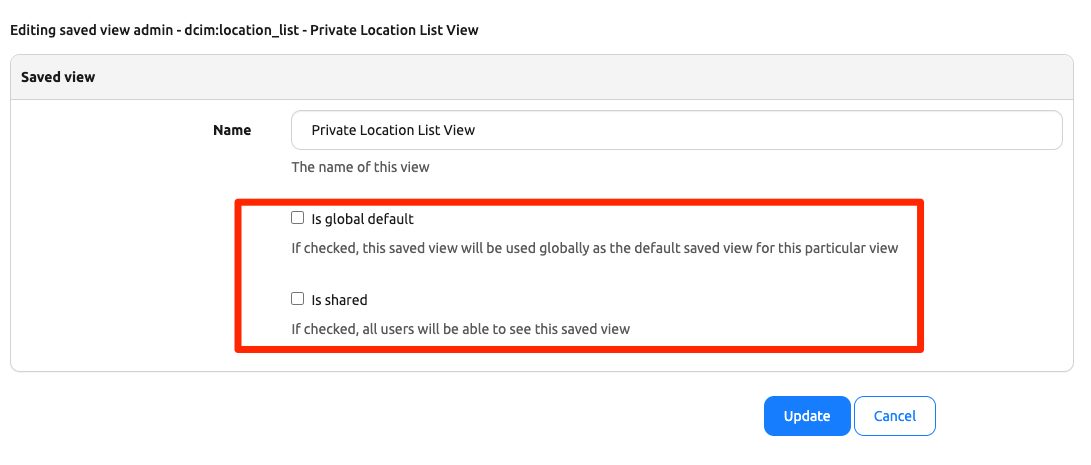 Editing saved view admin - dcim:location_list - Private Location List View
Saved view
Name
Private Location List View
The name of this view
Is global default
If checked, this saved view will be used globally as the default saved view for this particular view
Is shared
If checked, all users will be able to see this saved view
Update Cancel